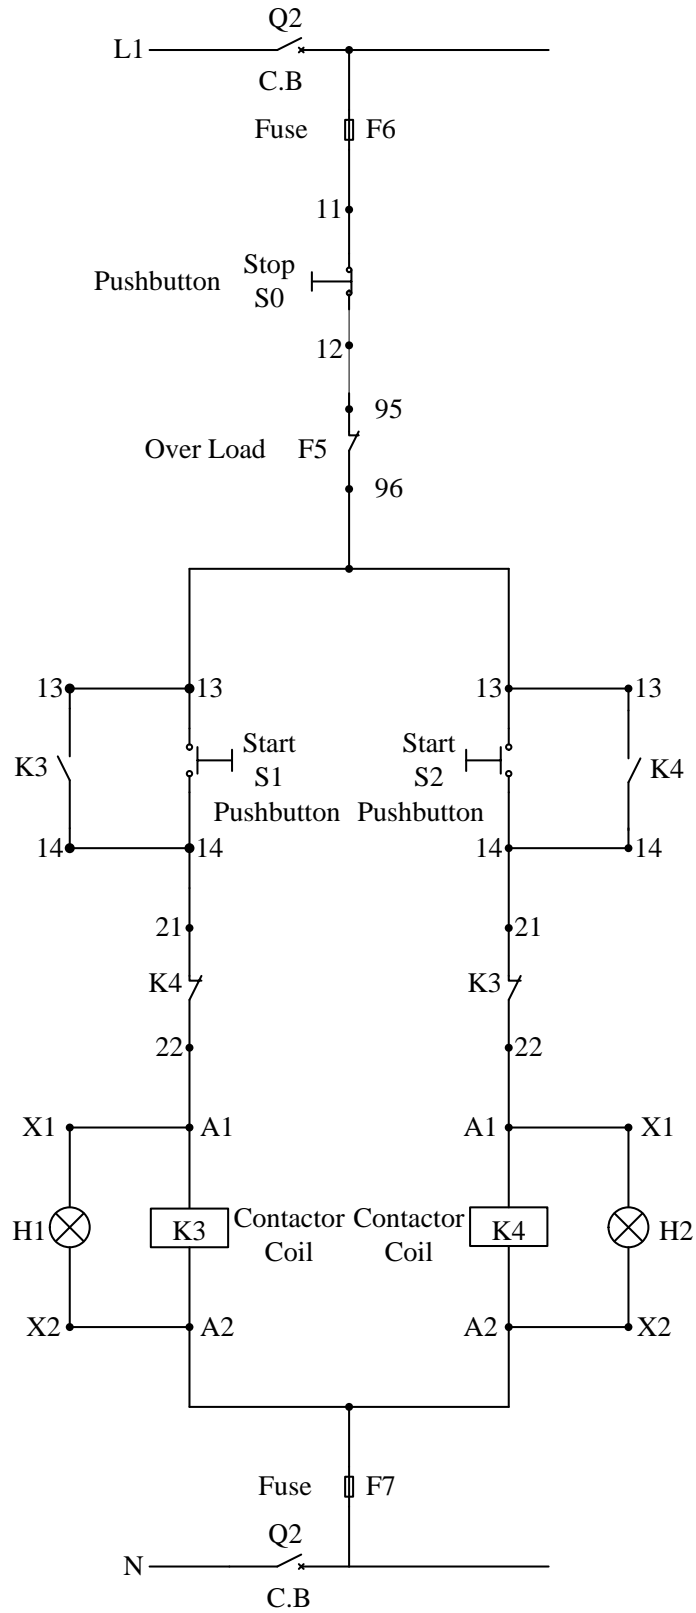 Q2
L1
C.B
Fuse F6
11
Stop
Pushbutton
S0
12
95
Over Load F5
96
13 13 13 13
K3 Start Start K4
S1 S2
Pushbutton Pushbutton
14 14 14 14
21 21
K4 K3
22 22
X1 A1 A1 X1
H1 K3 Contactor Contactor K4 H2
Coil Coil
X2 A2 A2 X2
Fuse F7
Q2
N
C.B